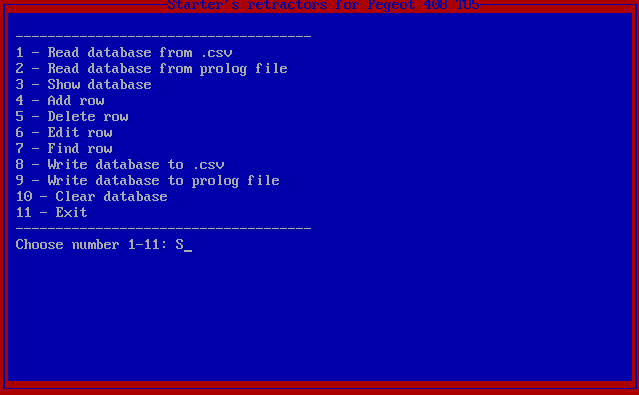 Starter's retractors for Pegeot 400 TU5
-------------------------------------
1 - Read database from .csv
2 - Read database from prolog file
3 - Show database
4 - Add row
5 - Delete row
6 - Edit row
7 - Find row
8 - Write database to .csv
9 - Write database to prolog file
10 - Clear database
11 - Exit
-------------------------------------
Choose number 1-11: S_